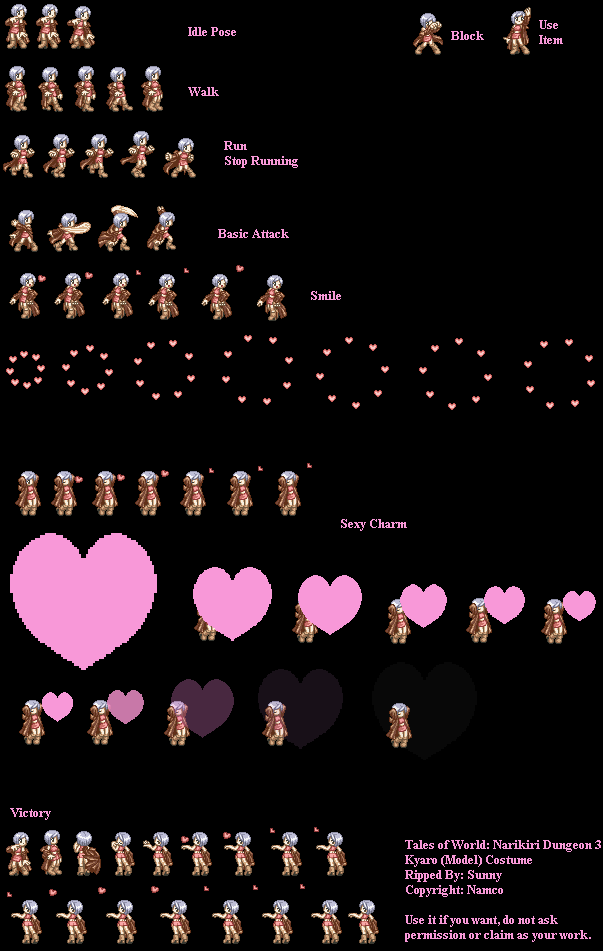 Idle Pose
Block
Use
Item
Walk
Run
Stop Running
Basic Attack
Smile
Sexy Charm
Victory
Tales of World: Narikiri Dungeon 3
Kyaro (Model) Costume
Ripped By: Sunny
Copyright: Namco
Use it if you want, do not ask
permission or claim as your work.